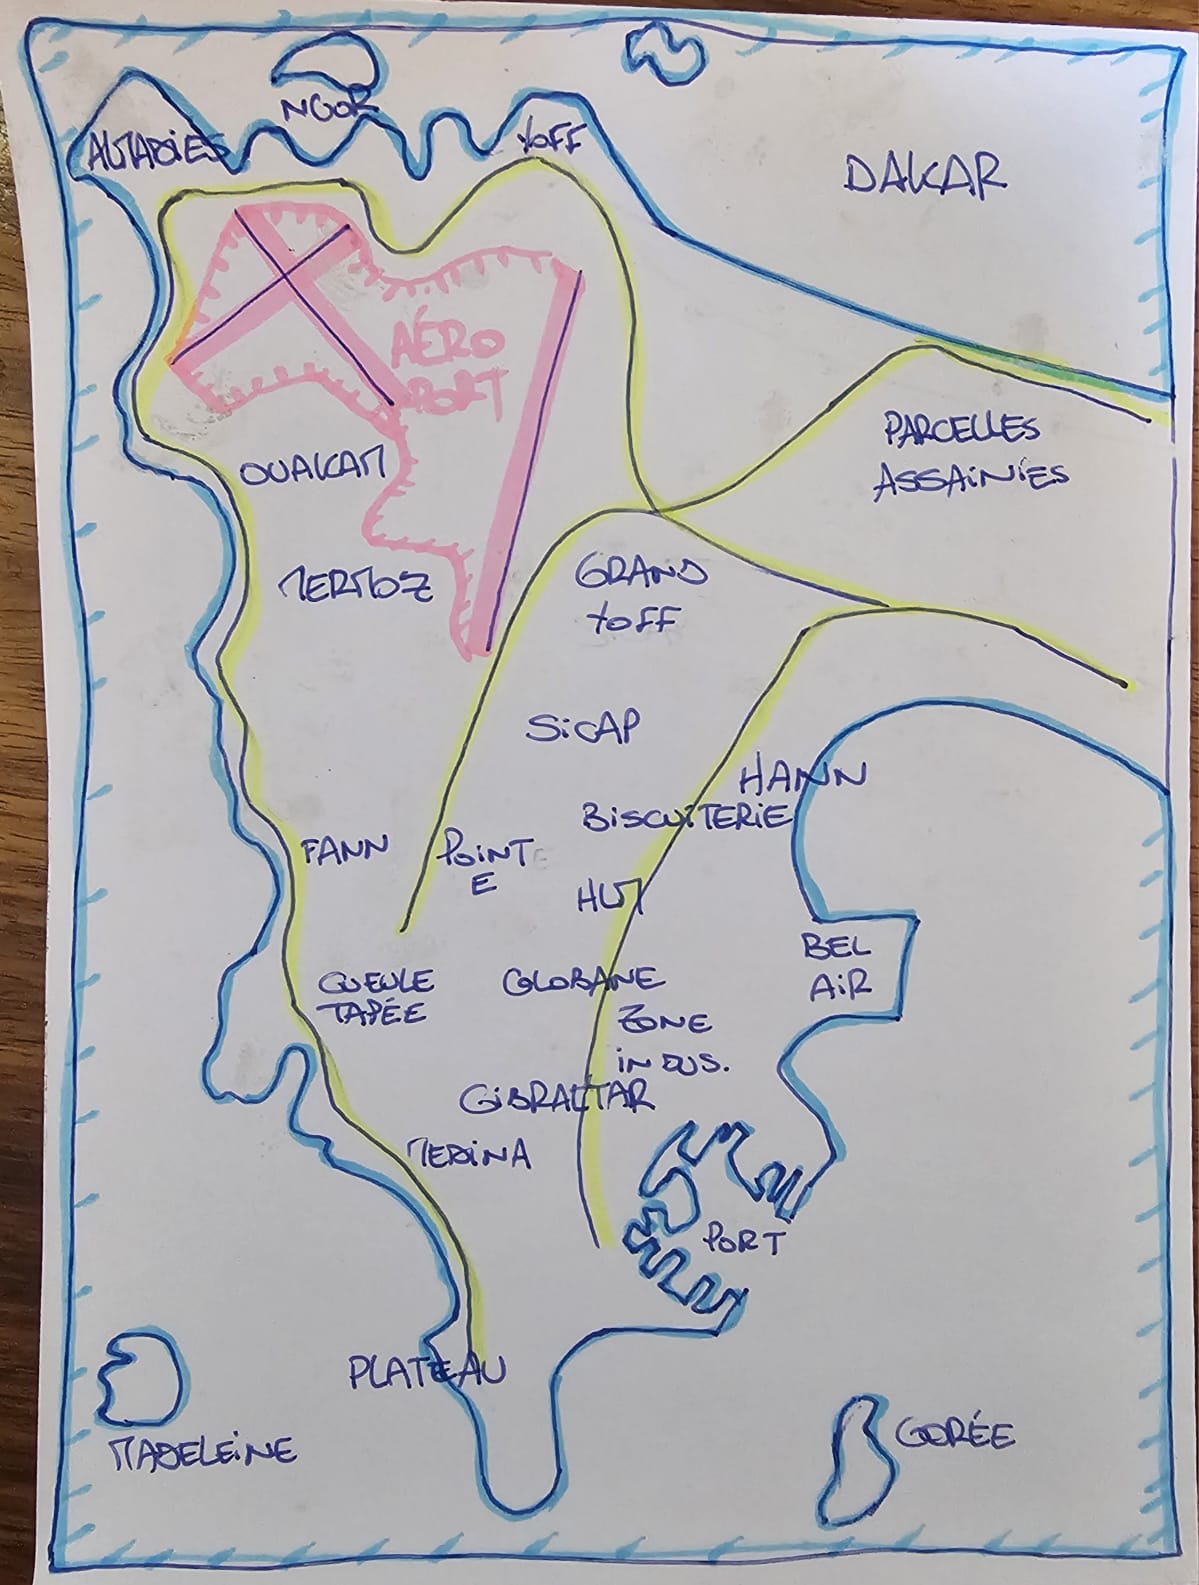 NGOR
ALMADIES
YOFF
DAKAR
AÉRO
PORT
PARCELLES
ASSAINIES
OUAKAM
MERMOZ
GRAND
YOFF
SICAP
HANN
BISCUITERIE
FANN
POINT
E
HLM
BEL
AIR
GUEULE
TAPÉE
COLOBANE
ZONE
INDUS.
GIBRALTAR
MEDINA
PORT
PLATEAU
MADELEINE
GORÉE